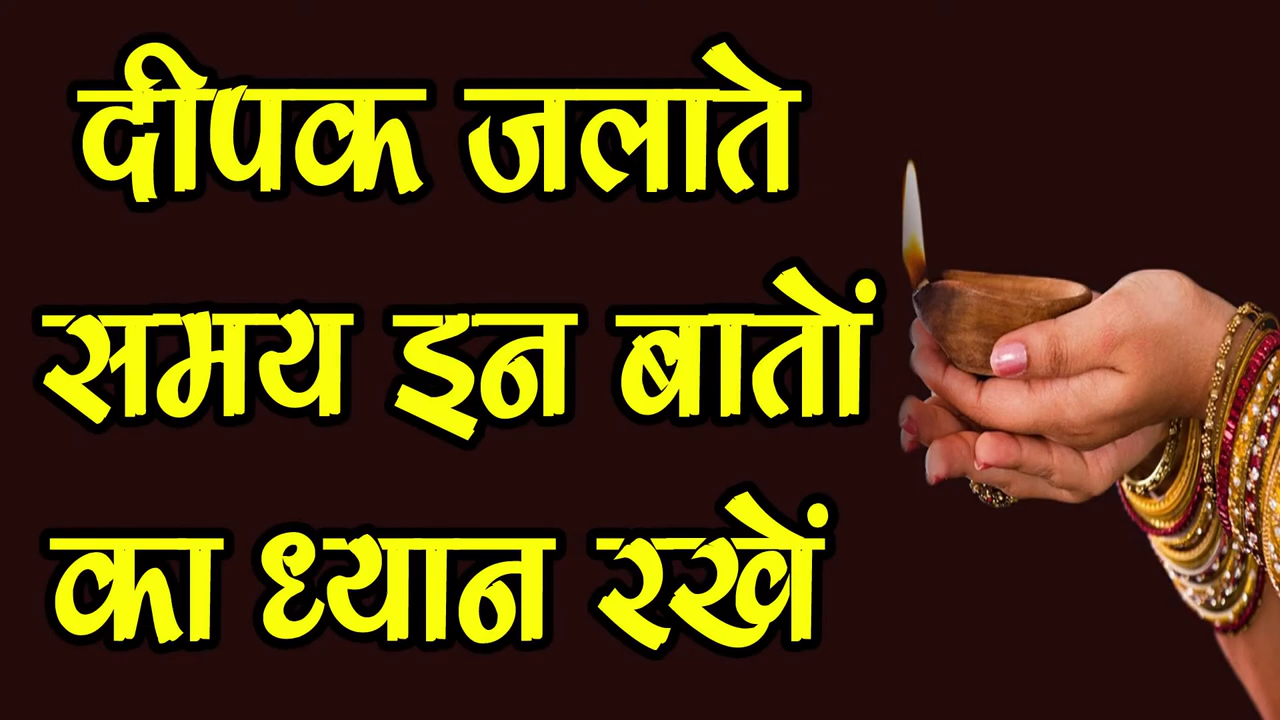 दीपक जलाते
समय इन बातों
का ध्यान रखें